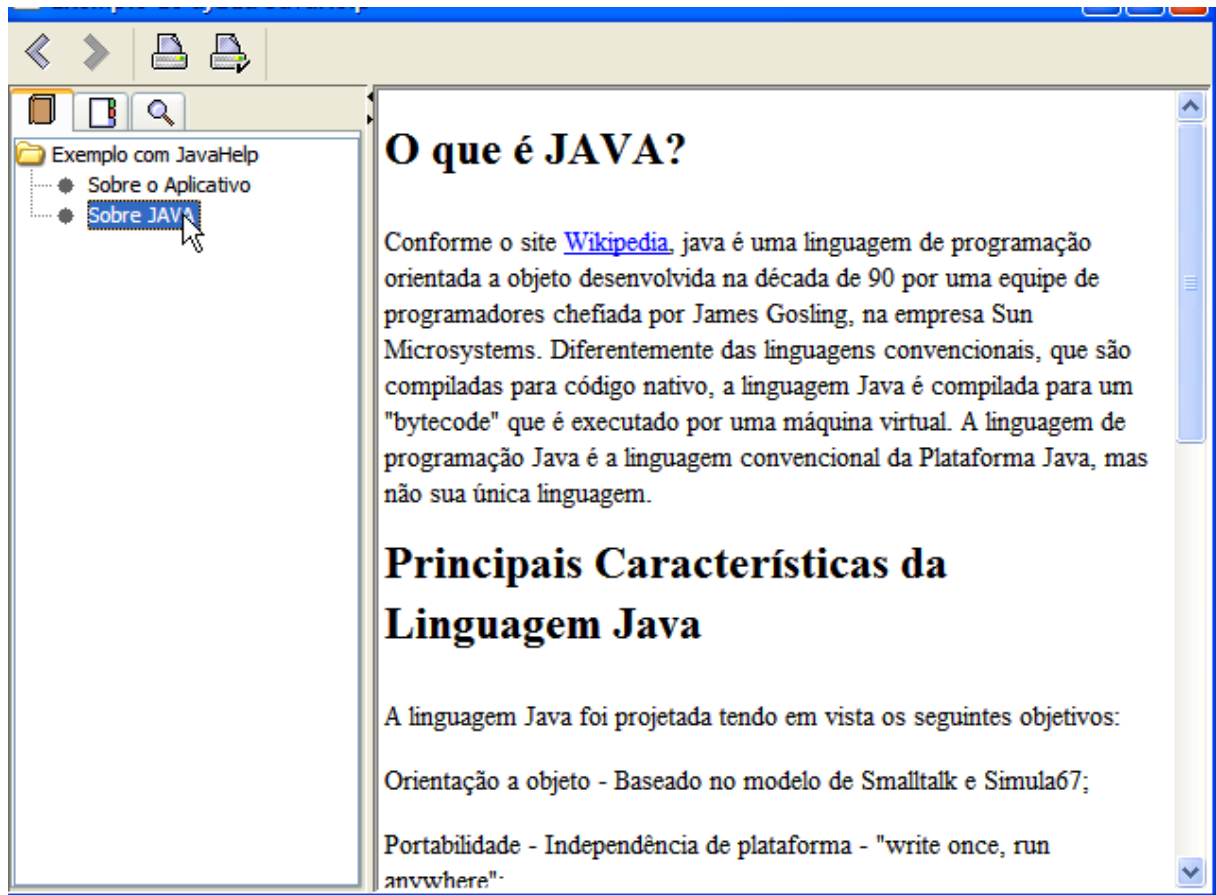 Exemplo com JavaHelp
Sobre o Aplicativo
Sobre JAVA
O que é JAVA?
Conforme o site Wikipedia, java é uma linguagem de programação
orientada a objeto desenvolvida na década de 90 por uma equipe de
programadores chefiada por James Gosling, na empresa Sun
Microsystems. Diferentemente das linguagens convencionais, que são
compiladas para código nativo, a linguagem Java é compilada para um
"bytecode" que é executado por uma máquina virtual. A linguagem de
programação Java é a linguagem convencional da Plataforma Java, mas
não sua única linguagem.
Principais Características da
Linguagem Java
A linguagem Java foi projetada tendo em vista os seguintes objetivos:
Orientação a objeto - Baseado no modelo de Smalltalk e Simula67;
Portabilidade - Independência de plataforma - "write once, run
anywhere";